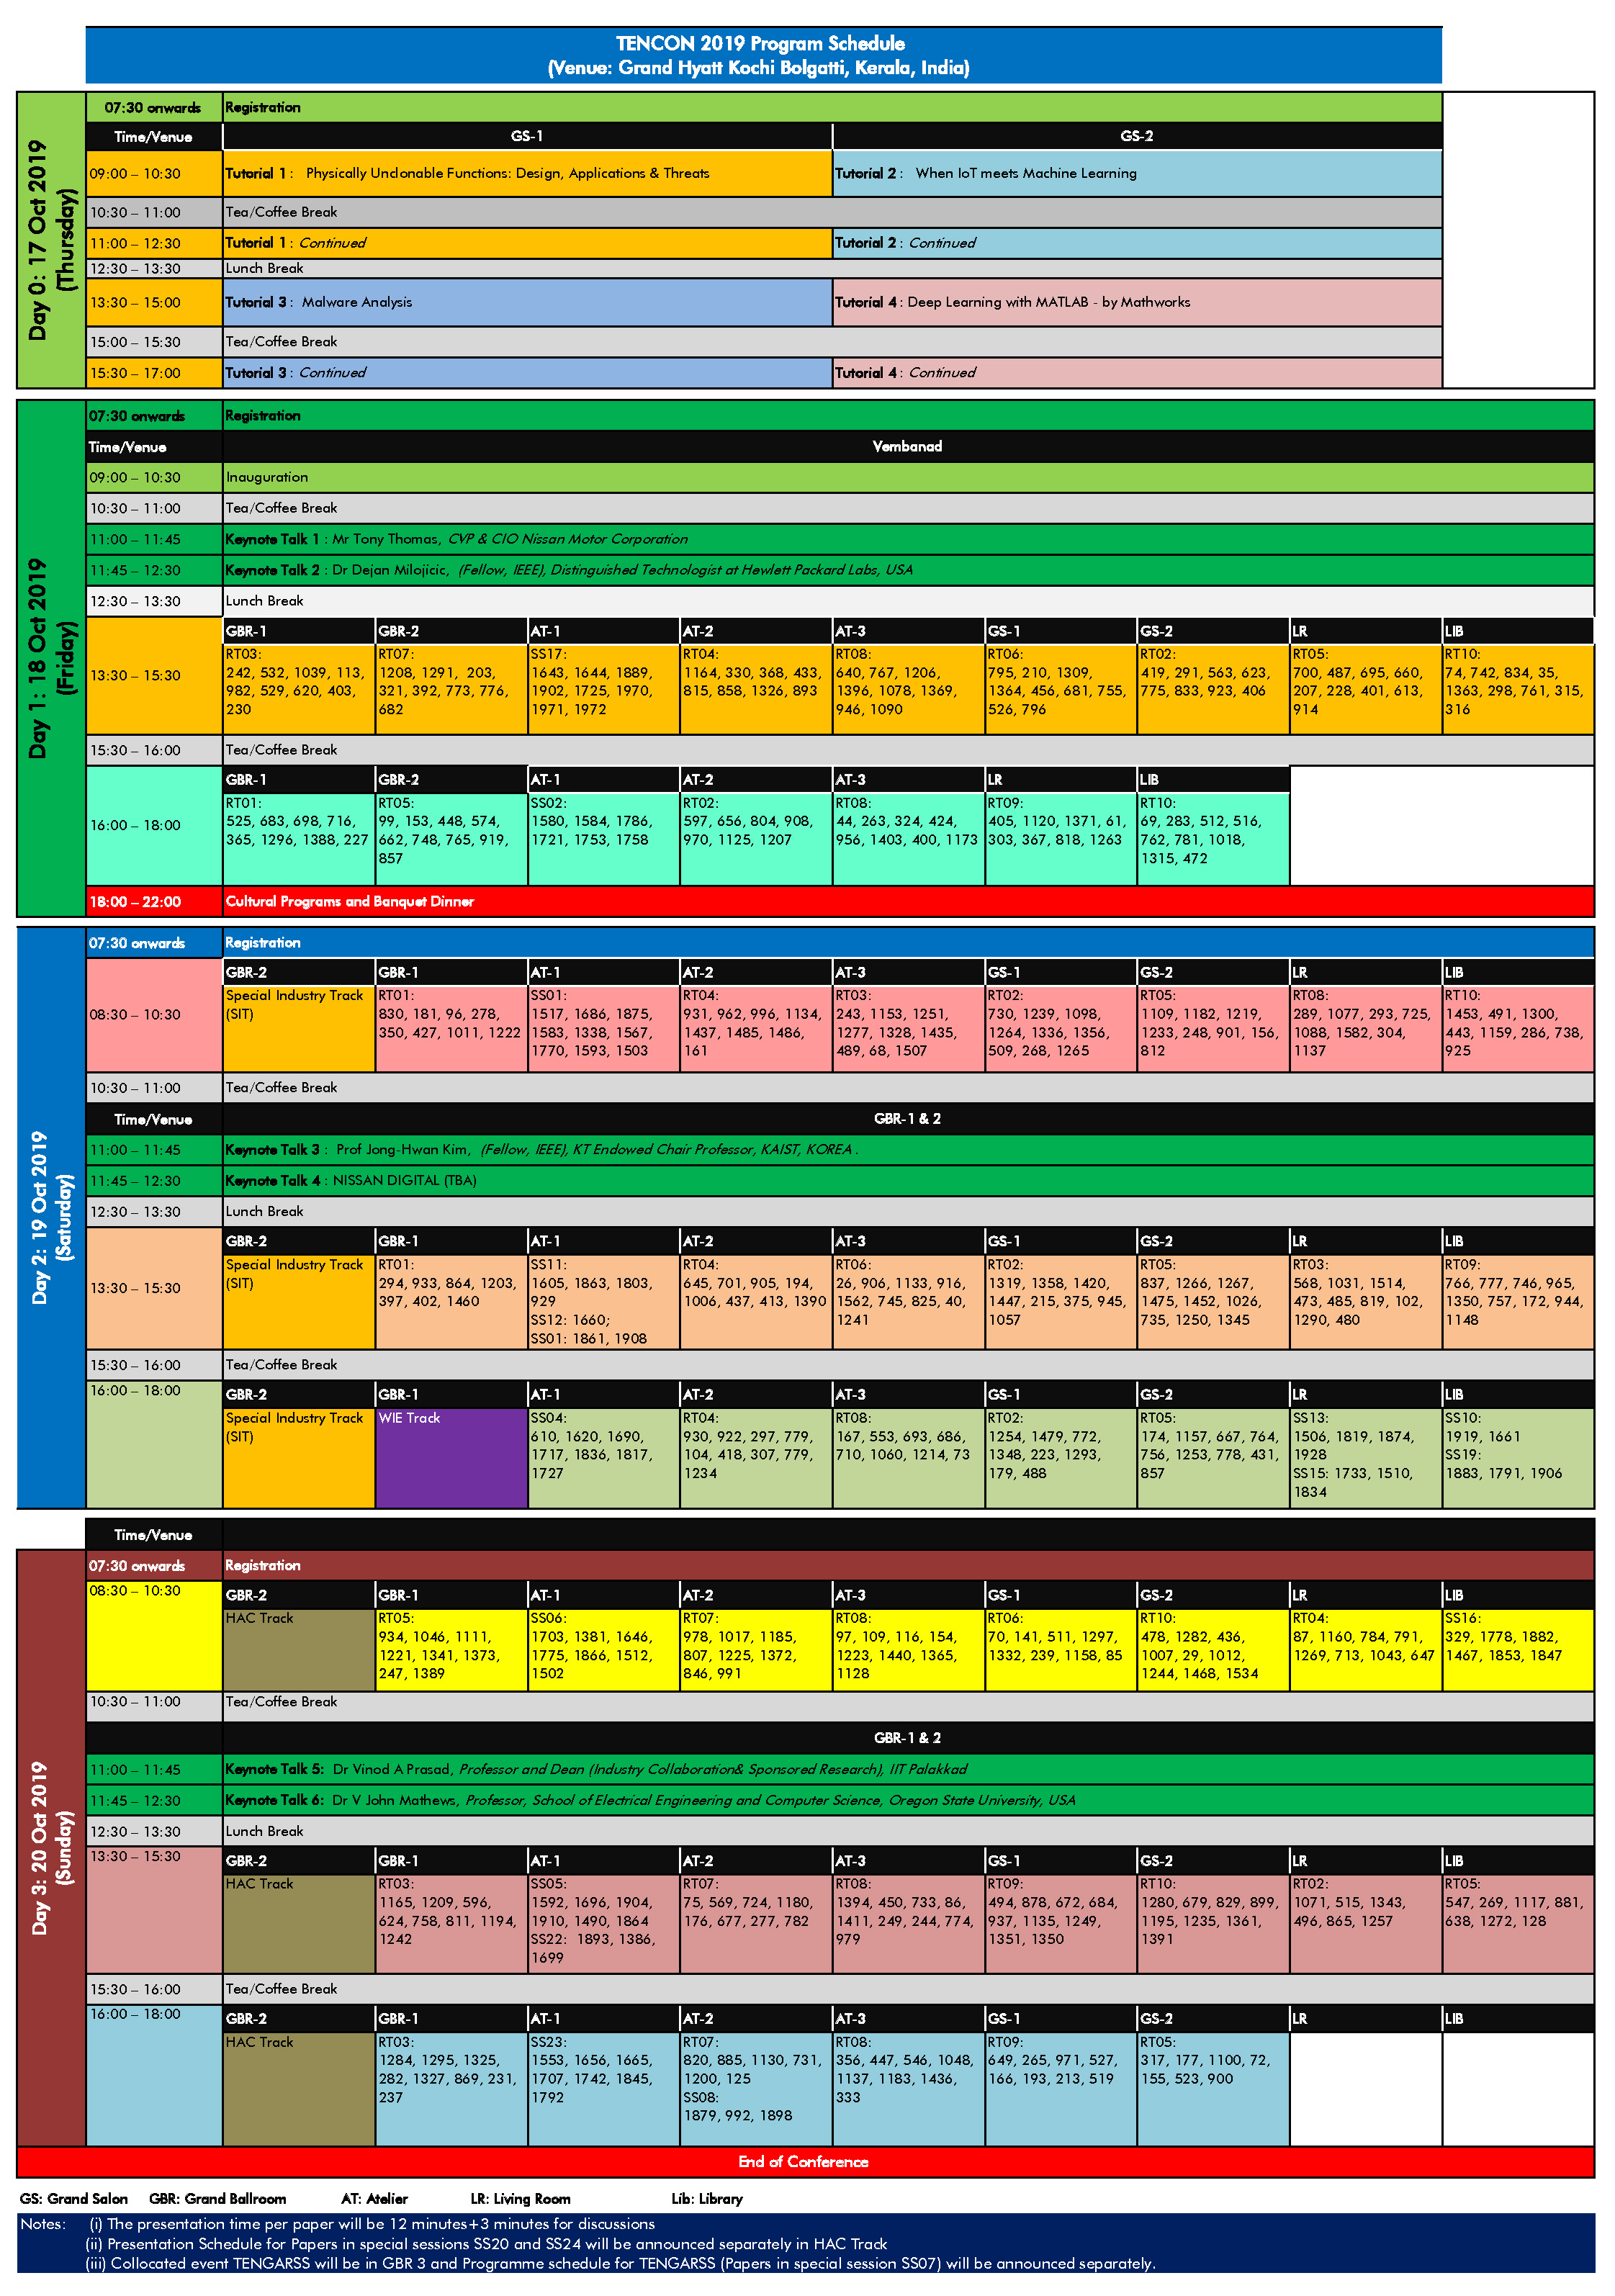 TENCON 2019 Program Schedule
(Venue: Grand Hyatt Kochi Bolgatti, Kerala, India)
Day 0: 17 Oct 2019
(Thursday)
07:30 onwards Registration
Time/Venue GS-1 GS-2
09:00 – 10:30 Tutorial 1 : Physically Unclonable Functions: Design, Applications & Threats Tutorial 2 : When IoT meets Machine Learning
10:30 – 11:00 Tea/Coffee Break
11:00 – 12:30 Tutorial 1 : Continued Tutorial 2 : Continued
12:30 – 13:30 Lunch Break
13:30 – 15:00 Tutorial 3 : Malware Analysis Tutorial 4 : Deep Learning with MATLAB - by Mathworks
15:00 – 15:30 Tea/Coffee Break
15:30 – 17:00 Tutorial 3 : Continued Tutorial 4 : Continued
Day 1: 18 Oct 2019
(Friday)
07:30 onwards Registration
Time/Venue Vembanad
09:00 – 10:30 Inauguration
10:30 – 11:00 Tea/Coffee Break
11:00 – 11:45 Keynote Talk 1 : Mr Tony Thomas, CVP & CIO Nissan Motor Corporation
11:45 – 12:30 Keynote Talk 2 : Dr Dejan Milojicic, (Fellow, IEEE), Distinguished Technologist at Hewlett Packard Labs, USA
12:30 – 13:30 Lunch Break
GBR-1 GBR-2 AT-1 AT-2 AT-3 GS-1 GS-2 LR LIB
13:30 – 15:30
RT03:
242, 532, 1039, 113,
982, 529, 620, 403,
230
RT07:
1208, 1291, 203,
321, 392, 773, 776,
682
SS17:
1643, 1644, 1889,
1902, 1725, 1970,
1971, 1972
RT04:
1164, 330, 368, 433,
815, 858, 1326, 893
RT08:
640, 767, 1206,
1396, 1078, 1369,
946, 1090
RT06:
795, 210, 1309,
1364, 456, 681, 755,
526, 796
RT02:
419, 291, 563, 623,
775, 833, 923, 406
RT05:
700, 487, 695, 660,
207, 228, 401, 613,
914
RT10:
74, 742, 834, 35,
1363, 298, 761, 315,
316
15:30 – 16:00 Tea/Coffee Break
GBR-1 GBR-2 AT-1 AT-2 AT-3 LR LIB
16:00 – 18:00
RT01:
525, 683, 698, 716,
365, 1296, 1388, 227
RT05:
99, 153, 448, 574,
662, 748, 765, 919,
857
SS02:
1580, 1584, 1786,
1721, 1753, 1758
RT02:
597, 656, 804, 908,
970, 1125, 1207
RT08:
44, 263, 324, 424,
956, 1403, 400, 1173
RT09:
405, 1120, 1371, 61,
303, 367, 818, 1263
RT10:
69, 283, 512, 516,
762, 781, 1018,
1315, 472
18:00 – 22:00 Cultural Programs and Banquet Dinner
Day 2: 19 Oct 2019
(Saturday)
07:30 onwards Registration
GBR-2 GBR-1 AT-1 AT-2 AT-3 GS-1 GS-2 LR LIB
08:30 – 10:30
Special Industry Track
(SIT)
RT01:
830, 181, 96, 278,
350, 427, 1011, 1222
SS01:
1517, 1686, 1875,
1583, 1338, 1567,
1770, 1593, 1503
RT04:
931, 962, 996, 1134,
1437, 1485, 1486,
161
RT03:
243, 1153, 1251,
1277, 1328, 1435,
489, 68, 1507
RT02:
730, 1239, 1098,
1264, 1336, 1356,
509, 268, 1265
RT05:
1109, 1182, 1219,
1233, 248, 901, 156,
812
RT08:
289, 1077, 293, 725,
1088, 1582, 304,
1137
RT10:
1453, 491, 1300,
443, 1159, 286, 738,
925
10:30 – 11:00 Tea/Coffee Break
Time/Venue GBR-1 & 2
11:00 – 11:45 Keynote Talk 3 : Prof Jong-Hwan Kim, (Fellow, IEEE), KT Endowed Chair Professor, KAIST, KOREA .
11:45 – 12:30 Keynote Talk 4 : NISSAN DIGITAL (TBA)
12:30 – 13:30 Lunch Break
GBR-2 GBR-1 AT-1 AT-2 AT-3 GS-1 GS-2 LR LIB
13:30 – 15:30
Special Industry Track
(SIT)
RT01:
294, 933, 864, 1203,
397, 402, 1460
SS11:
1605, 1863, 1803,
929
SS12: 1660;
SS01: 1861, 1908
RT04:
645, 701, 905, 194,
1006, 437, 413, 1390
RT06:
26, 906, 1133, 916,
1562, 745, 825, 40,
1241
RT02:
1319, 1358, 1420,
1447, 215, 375, 945,
1057
RT05:
837, 1266, 1267,
1475, 1452, 1026,
735, 1250, 1345
RT03:
568, 1031, 1514,
473, 485, 819, 102,
1290, 480
RT09:
766, 777, 746, 965,
1350, 757, 172, 944,
1148
15:30 – 16:00 Tea/Coffee Break
16:00 – 18:00 GBR-2 GBR-1 AT-1 AT-2 AT-3 GS-1 GS-2 LR LIB
Special Industry Track
(SIT)
WIE Track
SS04:
610, 1620, 1690,
1717, 1836, 1817,
1727
RT04:
930, 922, 297, 779,
104, 418, 307, 779,
1234
RT08:
167, 553, 693, 686,
710, 1060, 1214, 73
RT02:
1254, 1479, 772,
1348, 223, 1293,
179, 488
RT05:
174, 1157, 667, 764,
756, 1253, 778, 431,
857
SS13:
1506, 1819, 1874,
1928
SS15: 1733, 1510,
1834
SS10:
1919, 1661
SS19:
1883, 1791, 1906
Time/Venue
Day 3: 20 Oct 2019
(Sunday)
07:30 onwards Registration
08:30 – 10:30 GBR-2 GBR-1 AT-1 AT-2 AT-3 GS-1 GS-2 LR LIB
HAC Track
RT05:
934, 1046, 1111,
1221, 1341, 1373,
247, 1389
SS06:
1703, 1381, 1646,
1775, 1866, 1512,
1502
RT07:
978, 1017, 1185,
807, 1225, 1372,
846, 991
RT08:
97, 109, 116, 154,
1223, 1440, 1365,
1128
RT06:
70, 141, 511, 1297,
1332, 239, 1158, 85
RT10:
478, 1282, 436,
1007, 29, 1012,
1244, 1468, 1534
RT04:
87, 1160, 784, 791,
1269, 713, 1043, 647
SS16:
329, 1778, 1882,
1467, 1853, 1847
10:30 – 11:00 Tea/Coffee Break
GBR-1 & 2
11:00 – 11:45 Keynote Talk 5: Dr Vinod A Prasad, Professor and Dean (Industry Collaboration& Sponsored Research), IIT Palakkad
11:45 – 12:30 Keynote Talk 6: Dr V John Mathews, Professor, School of Electrical Engineering and Computer Science, Oregon State University, USA
12:30 – 13:30 Lunch Break
13:30 – 15:30 GBR-2 GBR-1 AT-1 AT-2 AT-3 GS-1 GS-2 LR LIB
HAC Track
RT03:
1165, 1209, 596,
624, 758, 811, 1194,
1242
SS05:
1592, 1696, 1904,
1910, 1490, 1864
SS22: 1893, 1386,
1699
RT07:
75, 569, 724, 1180,
176, 677, 277, 782
RT08:
1394, 450, 733, 86,
1411, 249, 244, 774,
979
RT09:
494, 878, 672, 684,
937, 1135, 1249,
1351, 1350
RT10:
1280, 679, 829, 899,
1195, 1235, 1361,
1391
RT02:
1071, 515, 1343,
496, 865, 1257
RT05:
547, 269, 1117, 881,
638, 1272, 128
15:30 – 16:00 Tea/Coffee Break
16:00 – 18:00 GBR-2 GBR-1 AT-1 AT-2 AT-3 GS-1 GS-2 LR LIB
HAC Track
RT03:
1284, 1295, 1325,
282, 1327, 869, 231,
237
SS23:
1553, 1656, 1665,
1707, 1742, 1845,
1792
RT07:
820, 885, 1130, 731,
1200, 125
SS08:
1879, 992, 1898
RT08:
356, 447, 546, 1048,
1137, 1183, 1436,
333
RT09:
649, 265, 971, 527,
166, 193, 213, 519
RT05:
317, 177, 1100, 72,
155, 523, 900
End of Conference
GS: Grand Salon GBR: Grand Ballroom AT: Atelier LR: Living Room Lib: Library
Notes: (i) The presentation time per paper will be 12 minutes+3 minutes for discussions
(ii) Presentation Schedule for Papers in special sessions SS20 and SS24 will be announced separately in HAC Track
(iii) Collocated event TENGARSS will be in GBR 3 and Programme schedule for TENGARSS (Papers in special session SS07) will be announced separately.